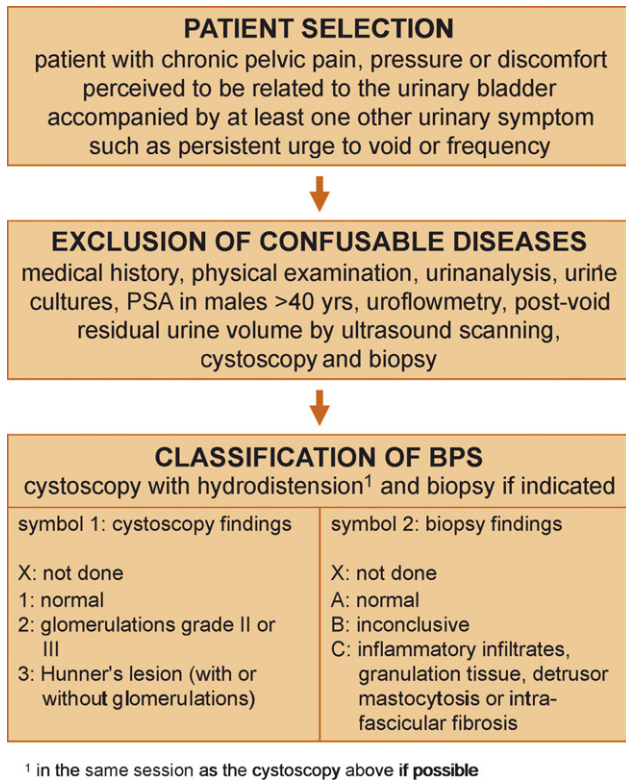 PATIENT SELECTION
patient with chronic pelvic pain, pressure or discomfort
perceived to be related to the urinary bladder
accompanied by at least one other urinary symptom
such as persistent urge to void or frequency
EXCLUSION OF CONFUSABLE DISEASES
medical history, physical examination, urinanalysis, urine
cultures, PSA in males >40 yrs, uroflowmetry, post-void
residual urine volume by ultrasound scanning,
cystoscopy and biopsy
CLASSIFICATION OF BPS
cystoscopy with hydrodistension¹ and biopsy if indicated
symbol 1: cystoscopy findings
X: not done
1: normal
2: glomerulations grade II or
III
3: Hunner's lesion (with or
without glomerulations)
symbol 2: biopsy findings
X: not done
A: normal
B: inconclusive
C: inflammatory infiltrates,
granulation tissue, detrusor
mastocytosis or intra-
fascicular fibrosis
¹ in the same session as the cystoscopy above if possible